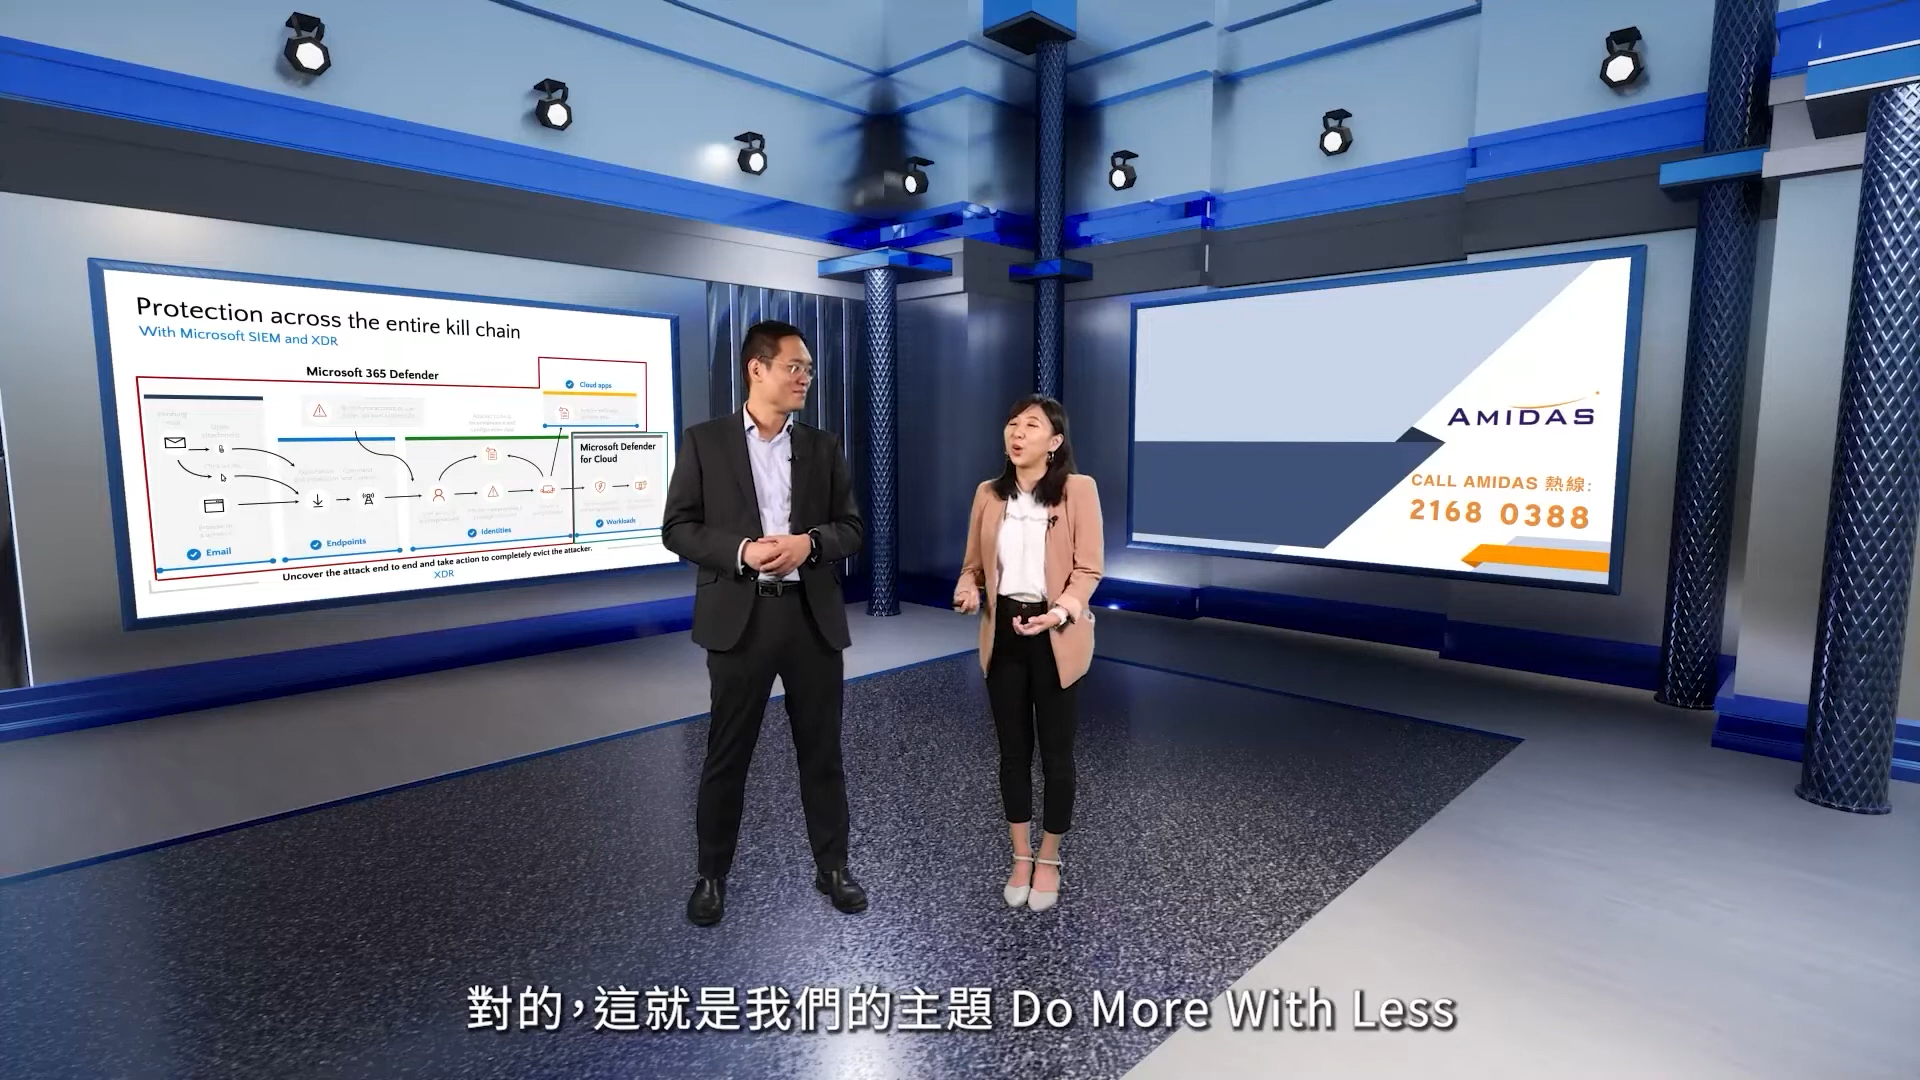 Protection across the entire kill chain
With Microsoft SIEM and XDR
Microsoft 365 Defender
Cloud apps
Microsoft Defender
for Cloud
Workloads
Identities
Endpoints
Email
Uncover the attack end to end and take action to completely evict the attacker.
XDR
AMIDAS
CALL AMIDAS 熱線:
2168 0388
對的,這就是我們的主題 Do More With Less